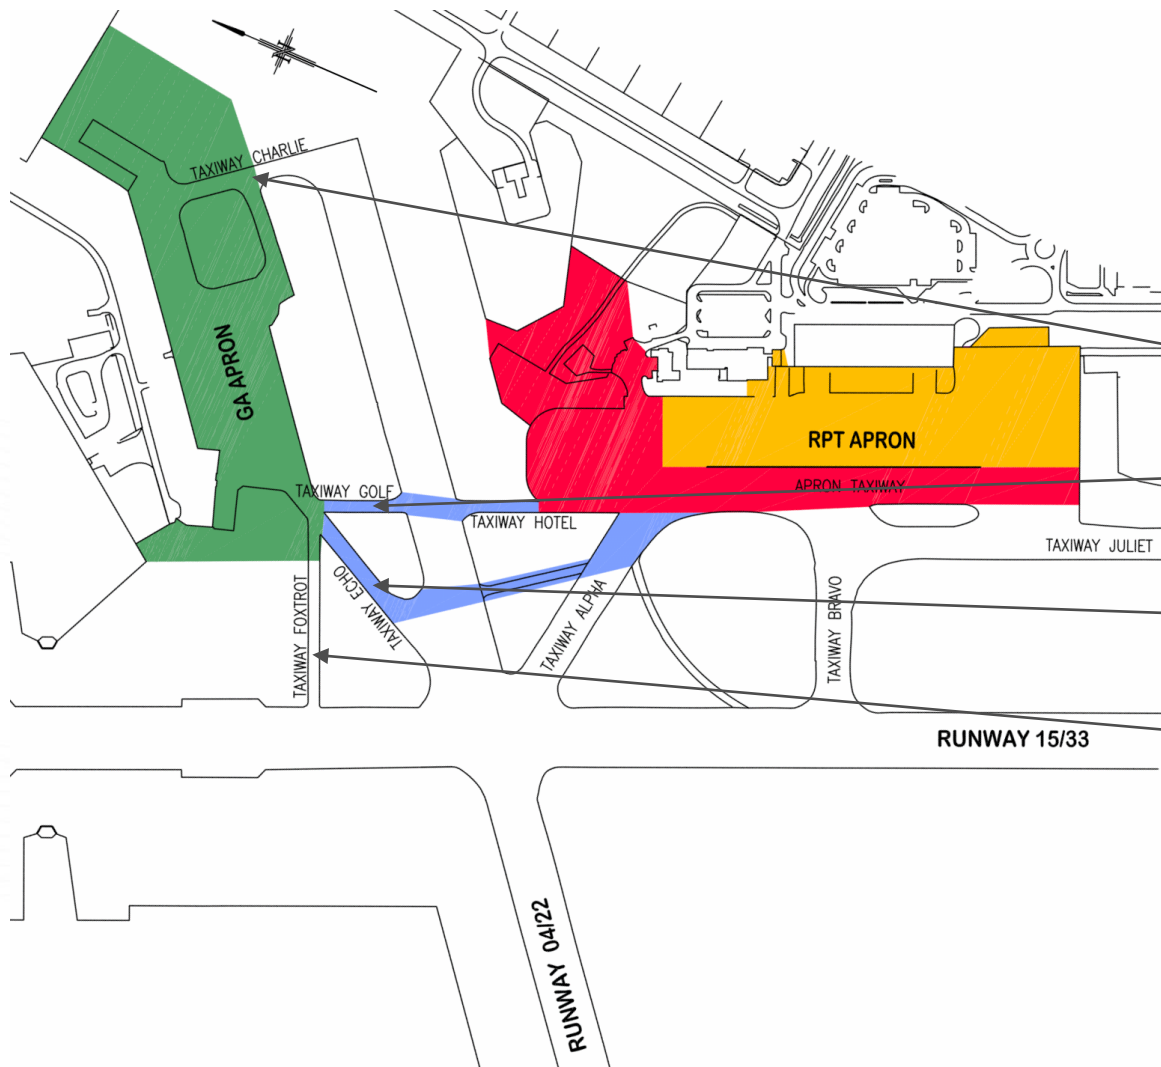 N
TAXIWAY CHARLIE
GA APRON
RPT APRON
TAXIWAY GOLF
APRON TAXIWAY
TAXIWAY HOTEL
TAXIWAY JULIET
TAXIWAY ECHO
TAXIWAY FOXTROT
TAXIWAY ALPHA
TAXIWAY BRAVO
RUNWAY 15/33
RUNWAY 04/22